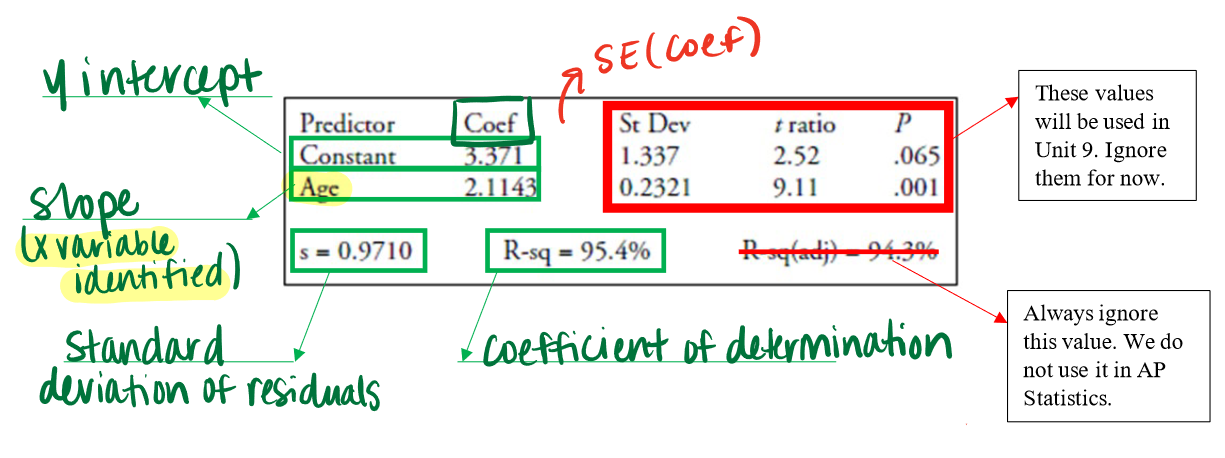 SE(coef)
y intercept
These values
will be used in
Unit 9. Ignore
them for now.
Predictor Coef St Dev t ratio P
Constant 3.371 1.337 2.52 .065
Age 2.1143 0.2321 9.11 .001
slope
(x variable
identified)
s = 0.9710 R-sq = 95.4% R-sq(adj) = 94.3%
Always ignore
this value. We do
not use it in AP
Statistics.
standard
deviation of residuals
coefficient of determination